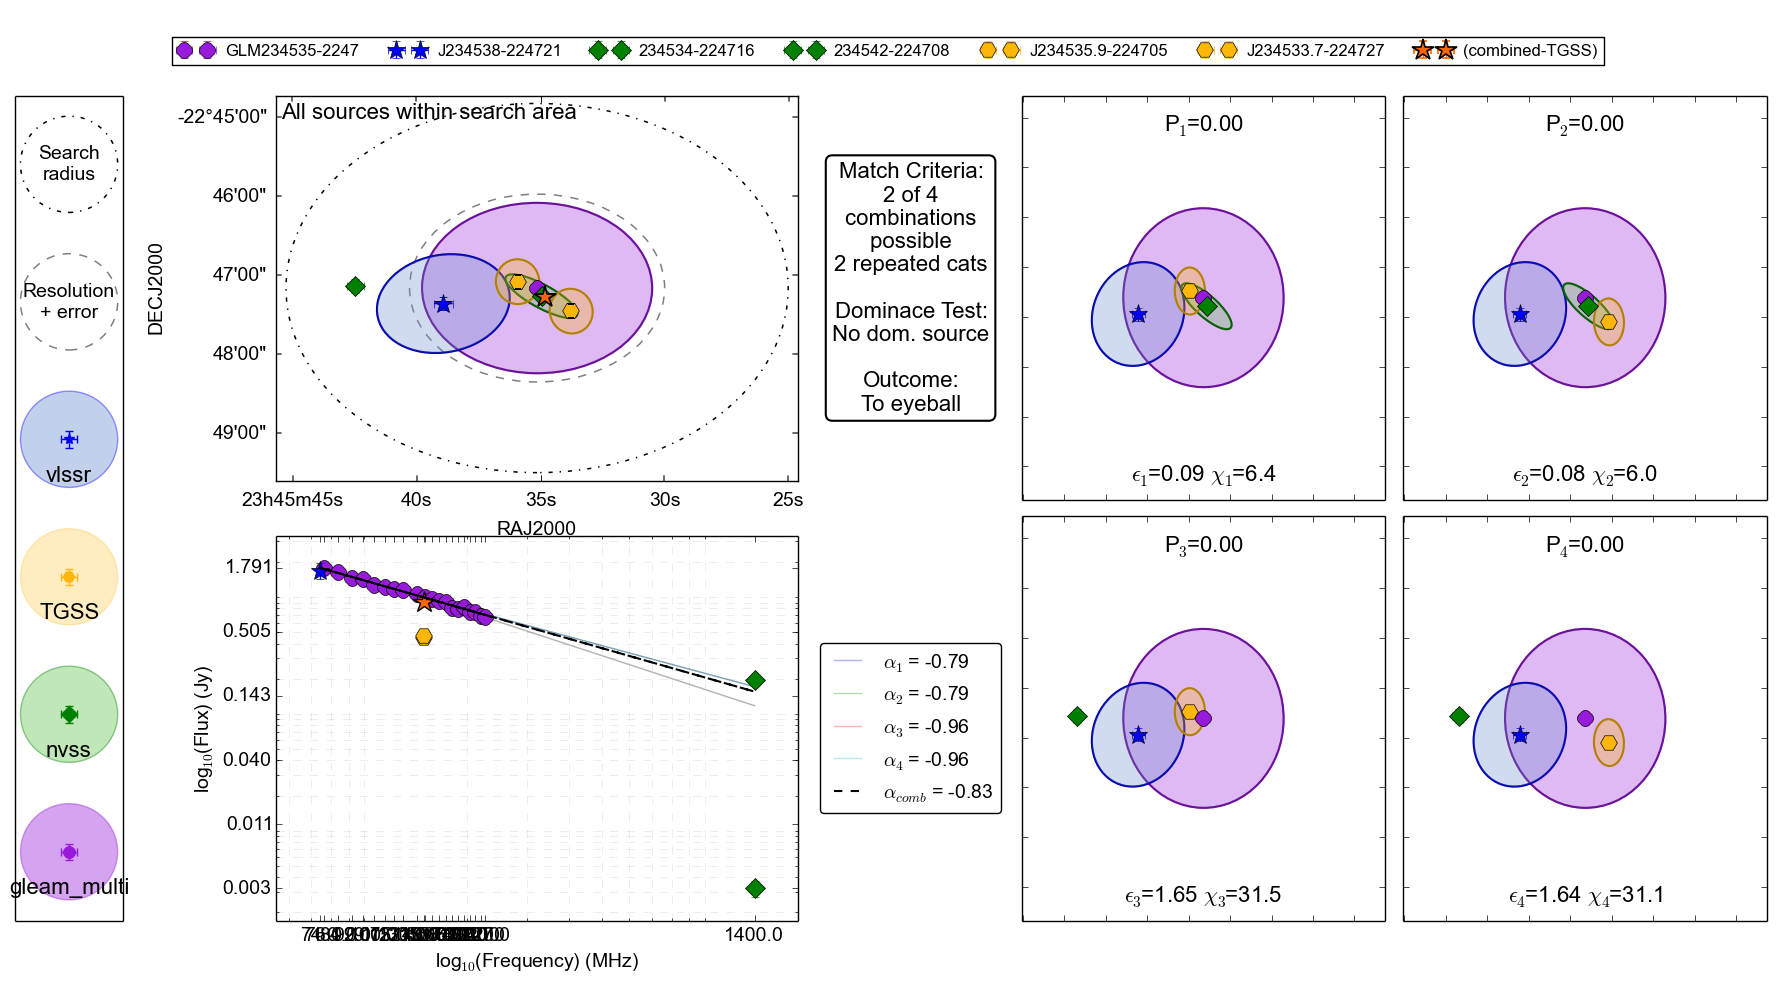 GLM234535-2247 J234538-224721 234534-224716 234542-224708 J234535.9-224705 J234533.7-224727 (combined-TGSS)
Search
radius
Resolution
+ error
vlssr
TGSS
nvss
gleam_multi
All sources within search area
-22°45'00"
46'00"
47'00"
48'00"
49'00"
DECJ2000
23h45m45s 40s 35s 30s 25s
RAJ2000
Match Criteria:
2 of 4
combinations
possible
2 repeated cats
Dominace Test:
No dom. source
Outcome:
To eyeball
P1=0.00
ϵ1=0.09 χ1=6.4
P2=0.00
ϵ2=0.08 χ2=6.0
1.791
0.505
0.143
0.040
0.011
0.003
log10(Flux) (Jy)
1400.0
log10(Frequency) (MHz)
α1 = -0.79
α2 = -0.79
α3 = -0.96
α4 = -0.96
αcomb = -0.83
P3=0.00
ϵ3=1.65 χ3=31.5
P4=0.00
ϵ4=1.64 χ4=31.1